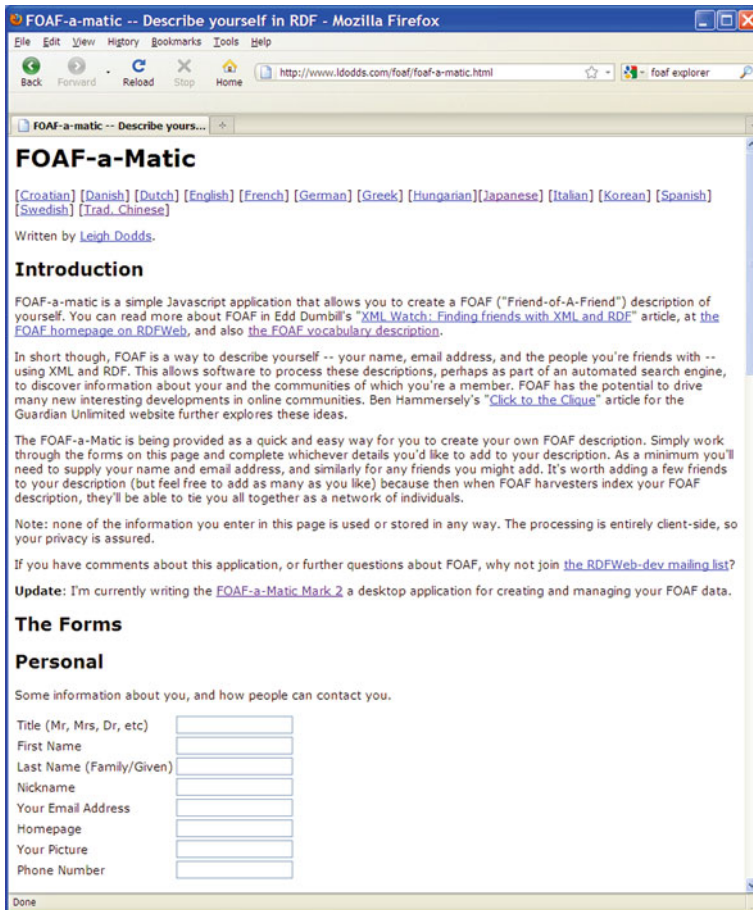 FOAF-a-matic -- Describe yourself in RDF - Mozilla Firefox
File Edit View History Bookmarks Tools Help
Back Forward Reload Stop Home http://www.ldodds.com/foaf/foaf-a-matic.html foaf explorer
FOAF-a-matic -- Describe yours...
FOAF-a-Matic
[Croatian] [Danish] [Dutch] [English] [French] [German] [Greek] [Hungarian][Japanese] [Italian] [Korean] [Spanish]
[Swedish] [Trad. Chinese]
Written by Leigh Dodds.
Introduction
FOAF-a-matic is a simple Javascript application that allows you to create a FOAF ("Friend-of-A-Friend") description of
yourself. You can read more about FOAF in Edd Dumbill's "XML Watch: Finding friends with XML and RDF" article, at the
FOAF homepage on RDFWeb, and also the FOAF vocabulary description.
In short though, FOAF is a way to describe yourself -- your name, email address, and the people you're friends with --
using XML and RDF. This allows software to process these descriptions, perhaps as part of an automated search engine,
to discover information about your and the communities of which you're a member. FOAF has the potential to drive
many new interesting developments in online communities. Ben Hammersely's "Click to the Clique" article for the
Guardian Unlimited website further explores these ideas.
The FOAF-a-Matic is being provided as a quick and easy way for you to create your own FOAF description. Simply work
through the forms on this page and complete whichever details you'd like to add to your description. As a minimum you'll
need to supply your name and email address, and similarly for any friends you might add. It's worth adding a few friends
to your description (but feel free to add as many as you like) because then when FOAF harvesters index your FOAF
description, they'll be able to tie you all together as a network of individuals.
Note: none of the information you enter in this page is used or stored in any way. The processing is entirely client-side, so
your privacy is assured.
If you have comments about this application, or further questions about FOAF, why not join the RDFWeb-dev mailing list?
Update: I'm currently writing the FOAF-a-Matic Mark 2 a desktop application for creating and managing your FOAF data.
The Forms
Personal
Some information about you, and how people can contact you.
Title (Mr, Mrs, Dr, etc)
First Name
Last Name (Family/Given)
Nickname
Your Email Address
Homepage
Your Picture
Phone Number
Done